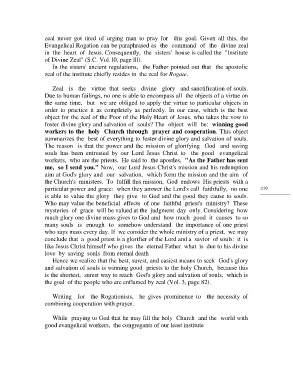 zeal never got tired of urging man to pray for this goal. Given all this, the
Evangelical Rogation can be paraphrased as the command of the divine zeal
in the heart of Jesus. Consequently, the sisters' house is called the "Institute
of Divine Zeal" (S.C. Vol. 10, page 11).
In the sisters' ancient regulations, the Father pointed out that the apostolic
zeal of the institute chiefly resides in the zeal for Rogate.
Zeal is the virtue that seeks divine glory and sanctification of souls.
Due to human failings, no one is able to encompass all the objects of a virtue on
the same time, but we are obliged to apply the virtue to particular objects in
order to practice it as completely as perfect. In our case, which is the best
object for the zeal of the Poor of the Holy Heart of Jesus, who takes the vow to
foster divine glory and salvation of souls? The object will be: winning good
workers to the holy Church through prayer and cooperation. This object
summarizes the best of everything to foster divine glory and salvation of souls.
The reason is that the power and the mission of glorifying God and saving
souls has been entrusted by our Lord Jesus Christ to the good evangelical
workers, who are the priests. He said to the apostles, "As the Father has sent
me, so I send you." Now, our Lord Jesus Christ's mission and his redemption
aim at God's glory and our salvation, which form the mission and the aim of
the Church's ministers. To fulfill this mission, God endows His priests with a
particular power and grace: when they answer the Lord's call faithfully, no one
is able to value the glory they give to God and the good they cause to souls.
Who may value the beneficial effects of one faithful priest's ministry? These
mysteries of grace will be valued at the judgment day only. Considering how
much glory one divine mass gives to God and how much good it causes to so
many souls is enough to somehow understand the importance of one priest
who says mass every day. If we consider the whole ministry of a priest, we may
conclude that a good priest is a glorifier of the Lord and a savior of souls: it is
like Jesus Christ himself who gives the eternal Father what is due to his divine
love by saving souls from eternal death
Hence we realize that the best, surest, and easiest means to seek God's glory
and salvation of souls is winning good priests to the holy Church, because this
is the shortest, surest way to reach God's glory and salvation of souls, which is
the goal of the people who are enflamed by zeal (Vol. 3, page 82).
Writing for the Rogationists, he gives prominence to the necessity of
combining cooperation with prayer.
While praying to God that he may fill the holy Church and the world with
good evangelical workers, the congregants of our least institute